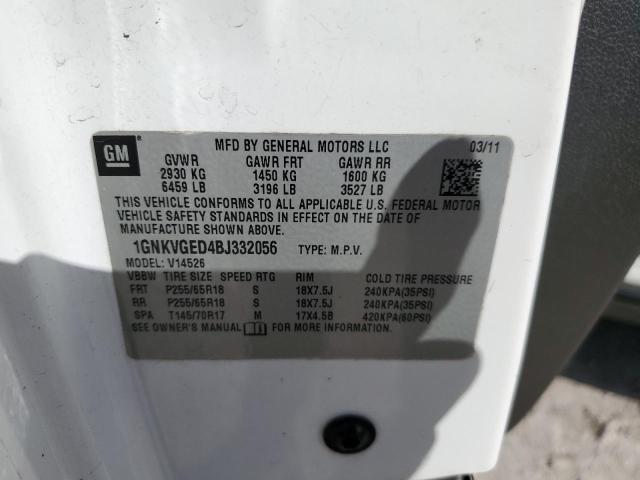 GM
MFD BY GENERAL MOTORS LLC 03/11
GVWR GAWR FRT GAWR RR
2930 KG 1450 KG 1600 KG
6459 LB 3196 LB 3527 LB
THIS VEHICLE CONFORMS TO ALL APPLICABLE U.S. FEDERAL MOTOR
VEHICLE SAFETY STANDARDS IN EFFECT ON THE DATE OF
MANUFACTURE SHOWN ABOVE.
1GNKVGED4BJ332056 TYPE: M.P.V.
MODEL: V14526
VBBW TIRE SIZE SPEED RTG RIM COLD TIRE PRESSURE
FRT P255/65R18 S 18X7.5J 240KPA(35PSI)
RR P255/65R18 S 18X7.5J 240KPA(35PSI)
SPA T145/70R17 M 17X4.5B 420KPA(60PSI)
SEE OWNER'S MANUAL FOR MORE INFORMATION.